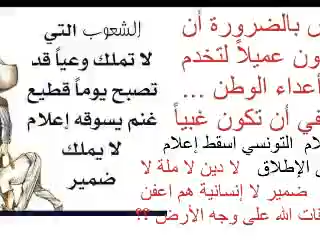 الشعوب التي
لا تملك وعياً قد
تصبح يوماً قطيع
غنم يسوقه إعلام
لا يملك
ضمير
بالضرورة أن
عميلاً لتخدم
أعداء الوطن ...
أن تكون غبياً
التونسي اسقط إعلام
الإطلاق لا دين لا ملة لا
ضمير لا إنسانية هم اعفن
الله على وجه الأرض ؟؟